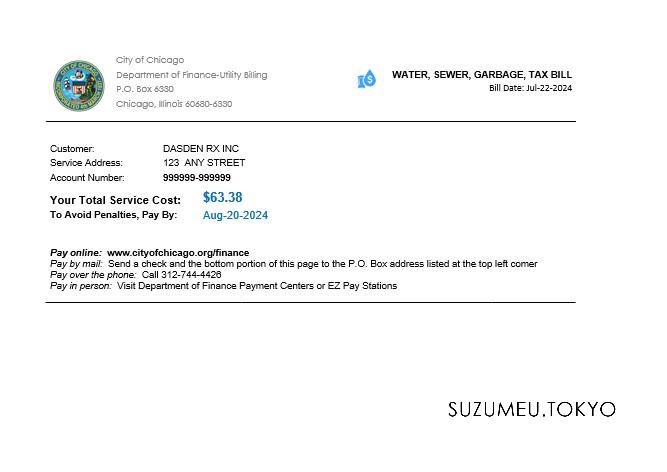 City of Chicago
Department of Finance-Utility Billing
P.O. Box 6330
Chicago, Illinois 60680-6330
WATER, SEWER, GARBAGE, TAX BILL
Bill Date: Jul-22-2024
Customer: DASDEN RX INC
Service Address: 123 ANY STREET
Account Number: 999999-999999
Your Total Service Cost: $63.38
To Avoid Penalties, Pay By: Aug-20-2024
Pay online: www.cityofchicago.org/finance
Pay by mail: Send a check and the bottom portion of this page to the P.O. Box address listed at the top left corner
Pay over the phone: Call 312-744-4426
Pay in person: Visit Department of Finance Payment Centers or EZ Pay Stations
SUZUMEU.TOKYO